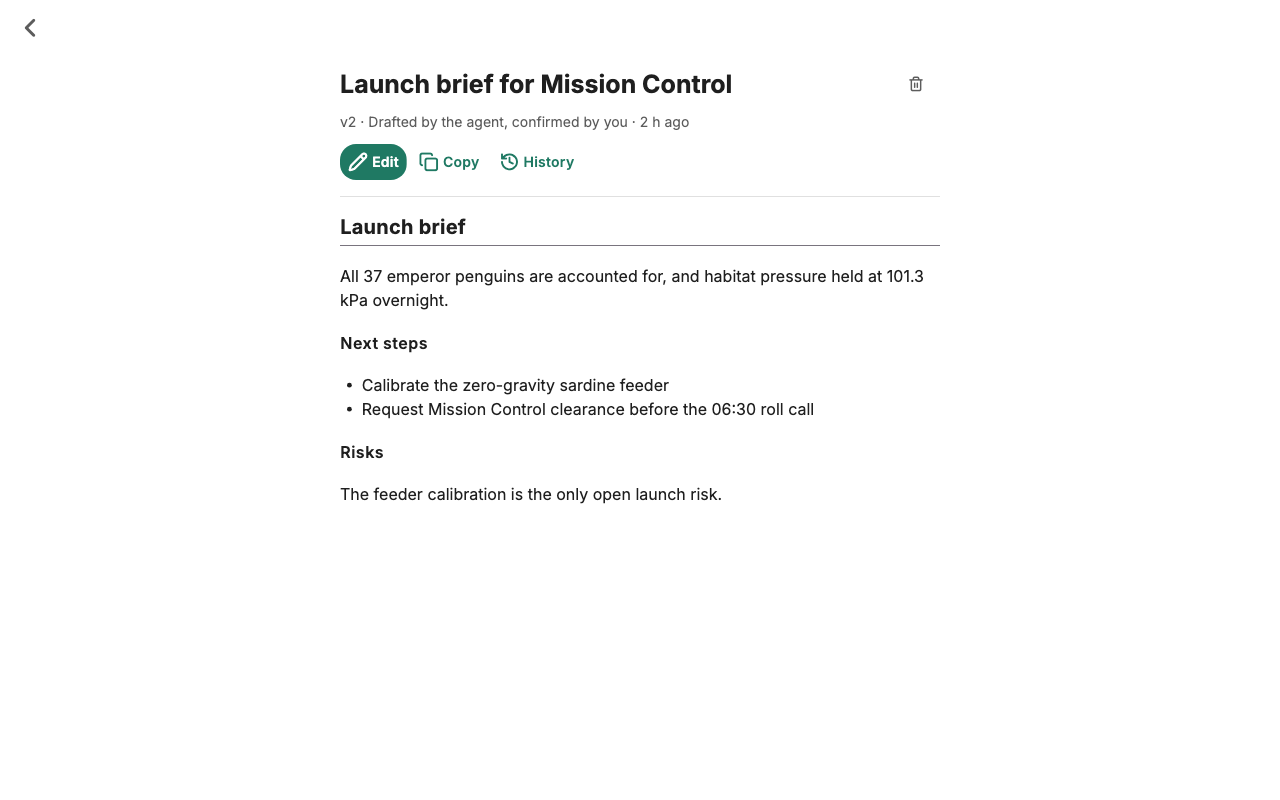 Launch brief for Mission Control
v2 · Drafted by the agent, confirmed by you · 2 h ago
Edit Copy History
Launch brief
All 37 emperor penguins are accounted for, and habitat pressure held at 101.3
kPa overnight.
Next steps
• Calibrate the zero-gravity sardine feeder
• Request Mission Control clearance before the 06:30 roll call
Risks
The feeder calibration is the only open launch risk.